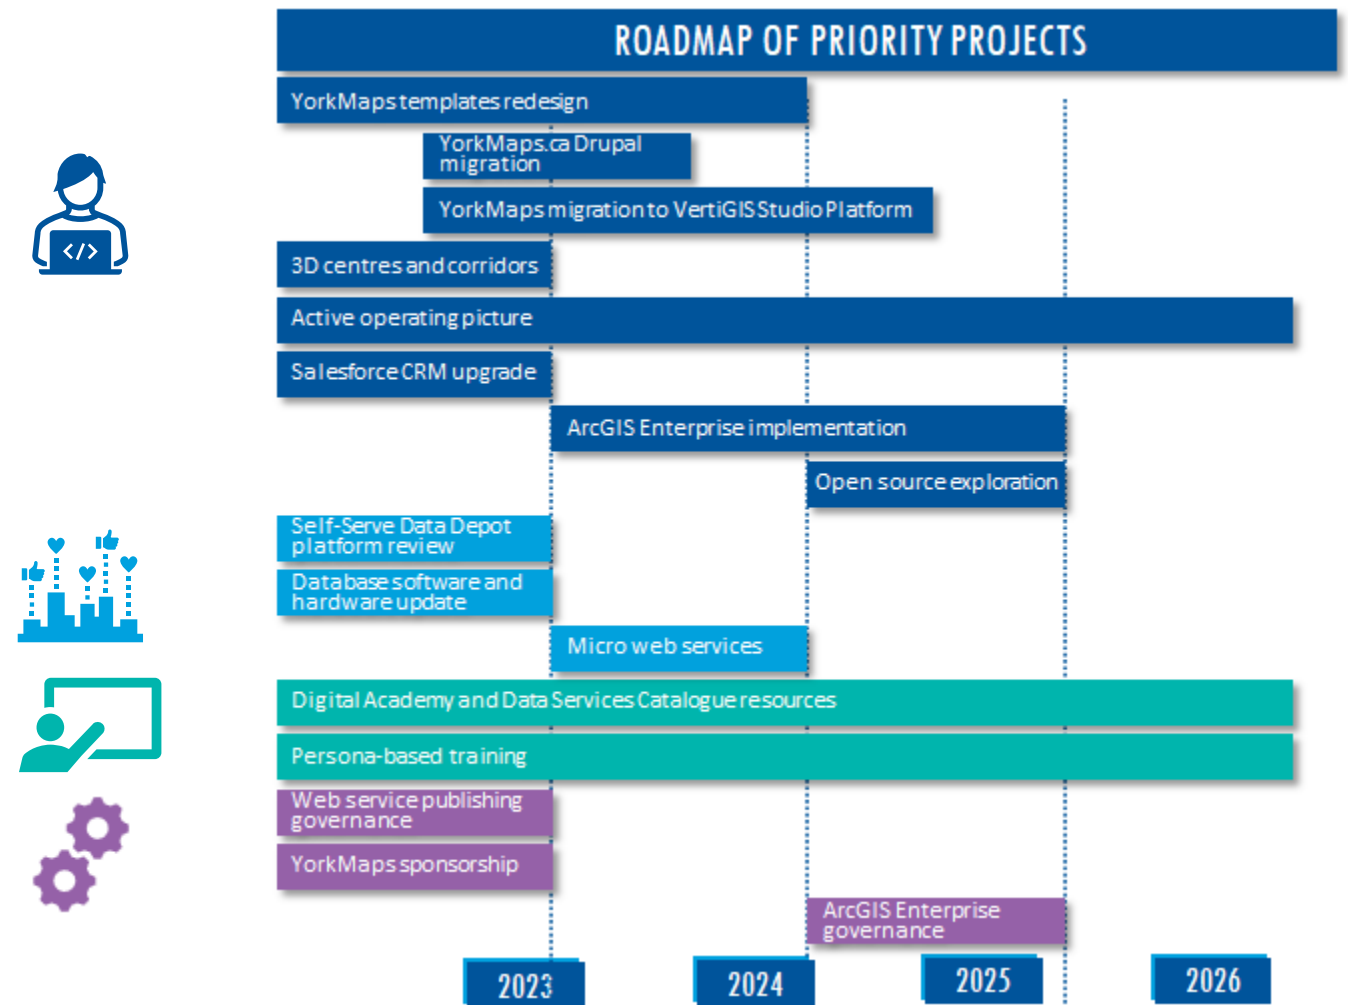 ROADMAP OF PRIORITY PROJECTS
YorkMaps templates redesign
YorkMaps.ca Drupal
migration
YorkMaps migration to VertiGIS Studio Platform
3D centres and corridors
Active operating picture
Salesforce CRM upgrade
ArcGIS Enterprise implementation
Open source exploration
Self-Serve Data Depot
platform review
Database software and
hardware update
Micro web services
Digital Academy and Data Services Catalogue resources
Persona-based training
Web service publishing
governance
YorkMaps sponsorship
ArcGIS Enterprise
governance
2023
2024
2025
2026